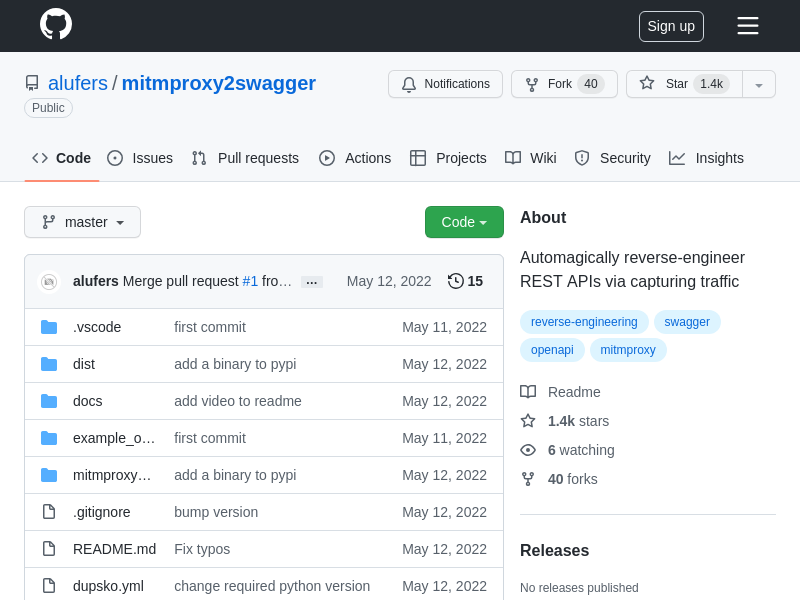 Sign up
alufers / mitmproxy2swagger
Public
Notifications
Fork 40
Star 1.4k
Code
Issues
Pull requests
Actions
Projects
Wiki
Security
Insights
master
Code
alufers Merge pull request #1 fro… ... May 12, 2022 15
.vscode first commit May 11, 2022
dist add a binary to pypi May 12, 2022
docs add video to readme May 12, 2022
example_o… first commit May 11, 2022
mitmproxy… add a binary to pypi May 12, 2022
.gitignore bump version May 12, 2022
README.md Fix typos May 12, 2022
dupsko.yml change required python version May 12, 2022
About
Automagically reverse-engineer
REST APIs via capturing traffic
reverse-engineering swagger
openapi mitmproxy
Readme
1.4k stars
6 watching
40 forks
Releases
No releases published